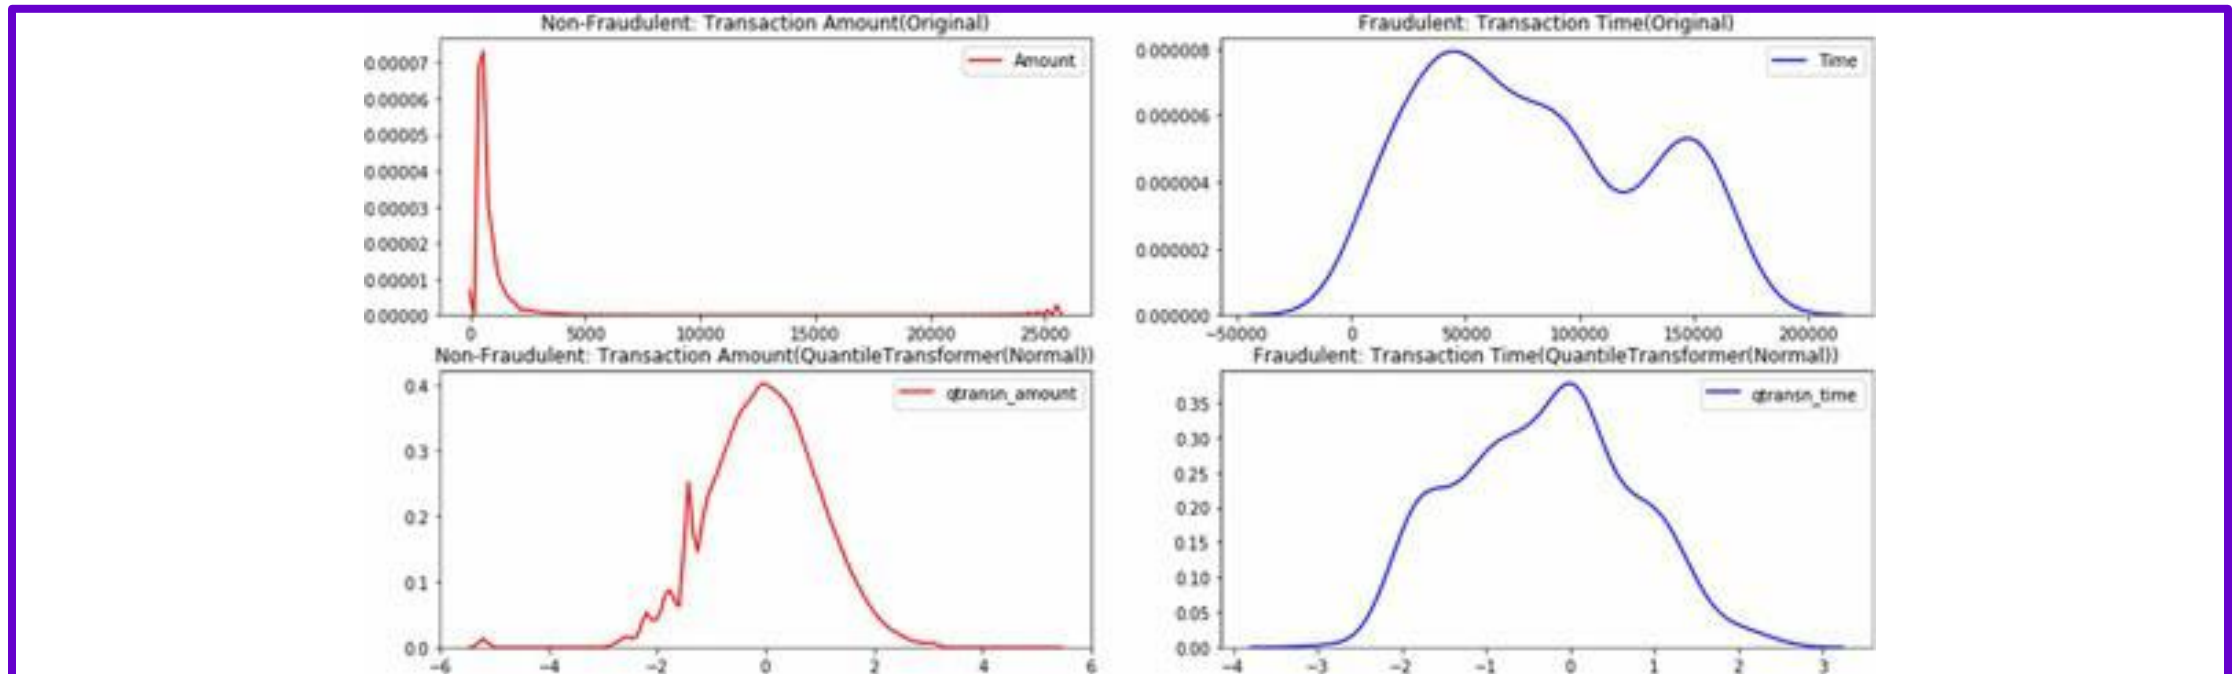 Non-Fraudulent: Transaction Amount(Original)
0.00007
0.00006
0.00005
0.00004
0.00003
0.00002
0.00001
0.00000
Amount
0 5000 10000 15000 20000 25000
Fraudulent: Transaction Time(Original)
0.000008
0.000006
0.000004
0.000002
0.000000
Time
−50000 0 50000 100000 150000 200000
Non-Fraudulent: Transaction Amount(QuantileTransformer(Normal))
0.4
0.3
0.2
0.1
0.0
qtransn_amount
−6 −4 −2 0 2 4 6
Fraudulent: Transaction Time(QuantileTransformer(Normal))
0.35
0.30
0.25
0.20
0.15
0.10
0.05
0.00
qtransn_time
−4 −3 −2 −1 0 1 2 3